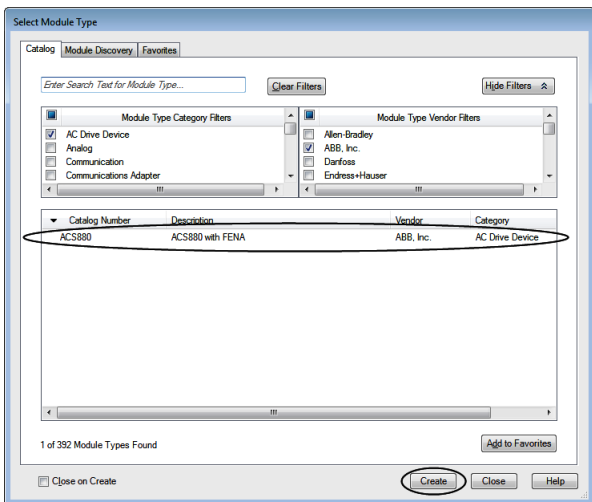 Select Module Type
Catalog Module Discovery Favorites
Enter Search Text for Module Type...
Clear Filters
Hide Filters
Module Type Category Filters
Module Type Vendor Filters
AC Drive Device
Allen-Bradley
Analog
ABB, Inc.
Communication
Danfoss
Communications Adapter
Endress+Hauser
Catalog Number Description Vendor Category
ACS880 ACS880 with FENA ABB, Inc. AC Drive Device
1 of 392 Module Types Found
Add to Favorites
Close on Create
Create Close Help